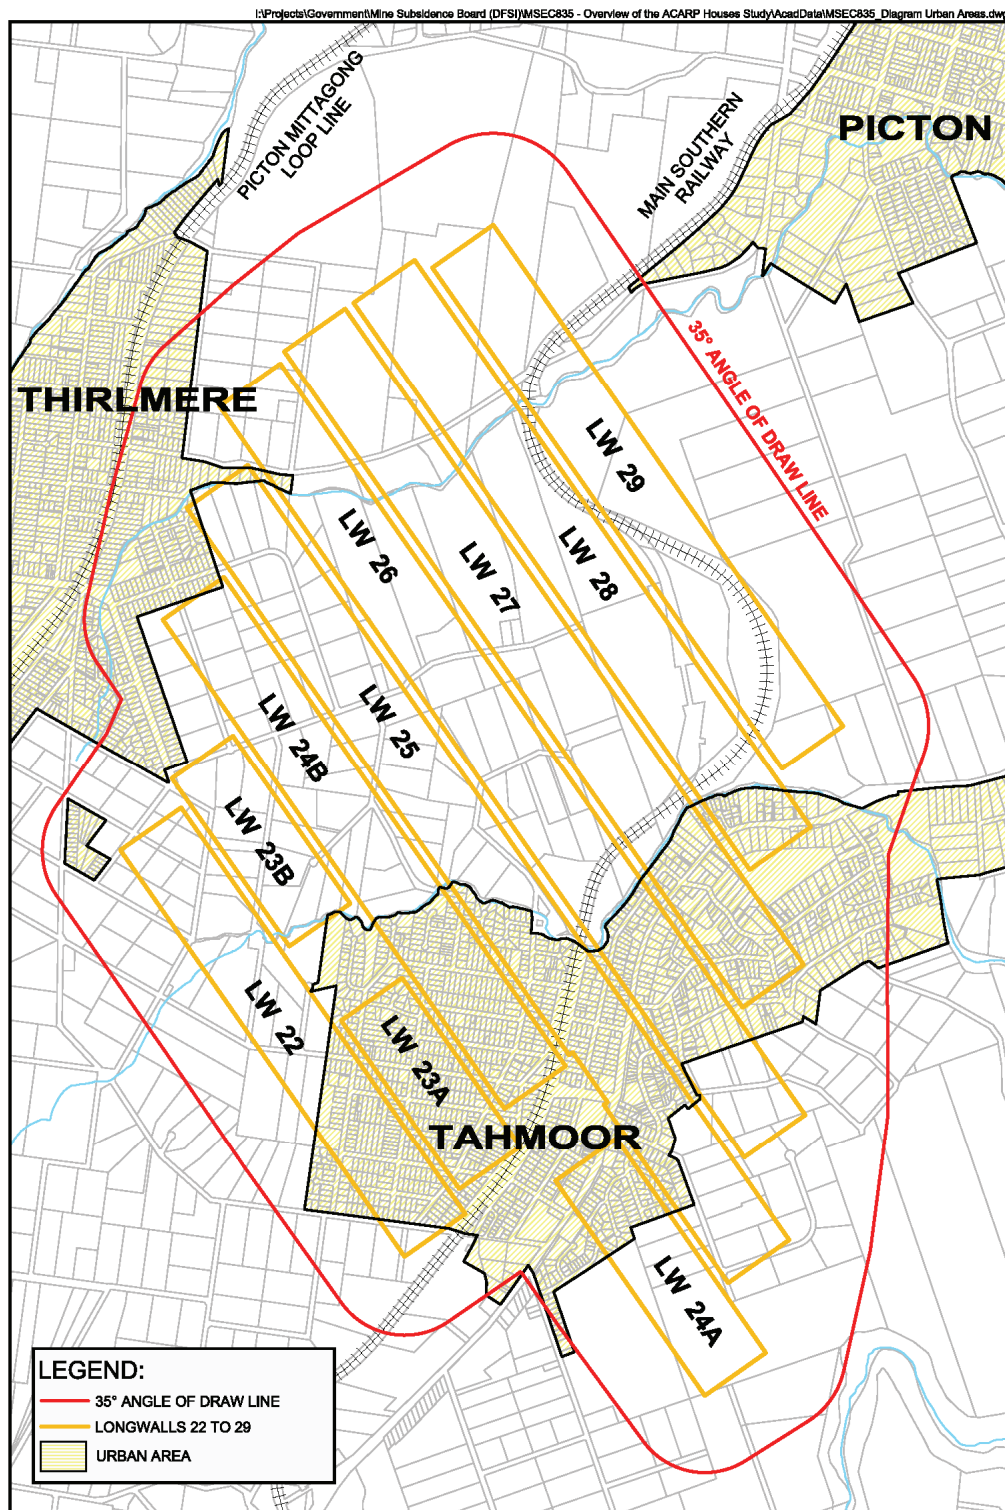 I:\Projects\Government\Mine Subsidence Board (DFSI)\MSEC835 - Overview of the ACARP Houses Study\AcadData\MSEC835_Diagram Urban Areas.dwg
PICTON MITTAGONG
LOOP LINE
MAIN SOUTHERN
RAILWAY
PICTON
35° ANGLE OF DRAW LINE
THIRLMERE
LW 29
LW 28
LW 27
LW 26
LW 25
LW 24B
LW 23B
LW 22
LW 23A
TAHMOOR
LW 24A
LEGEND:
35° ANGLE OF DRAW LINE
LONGWALLS 22 TO 29
URBAN AREA